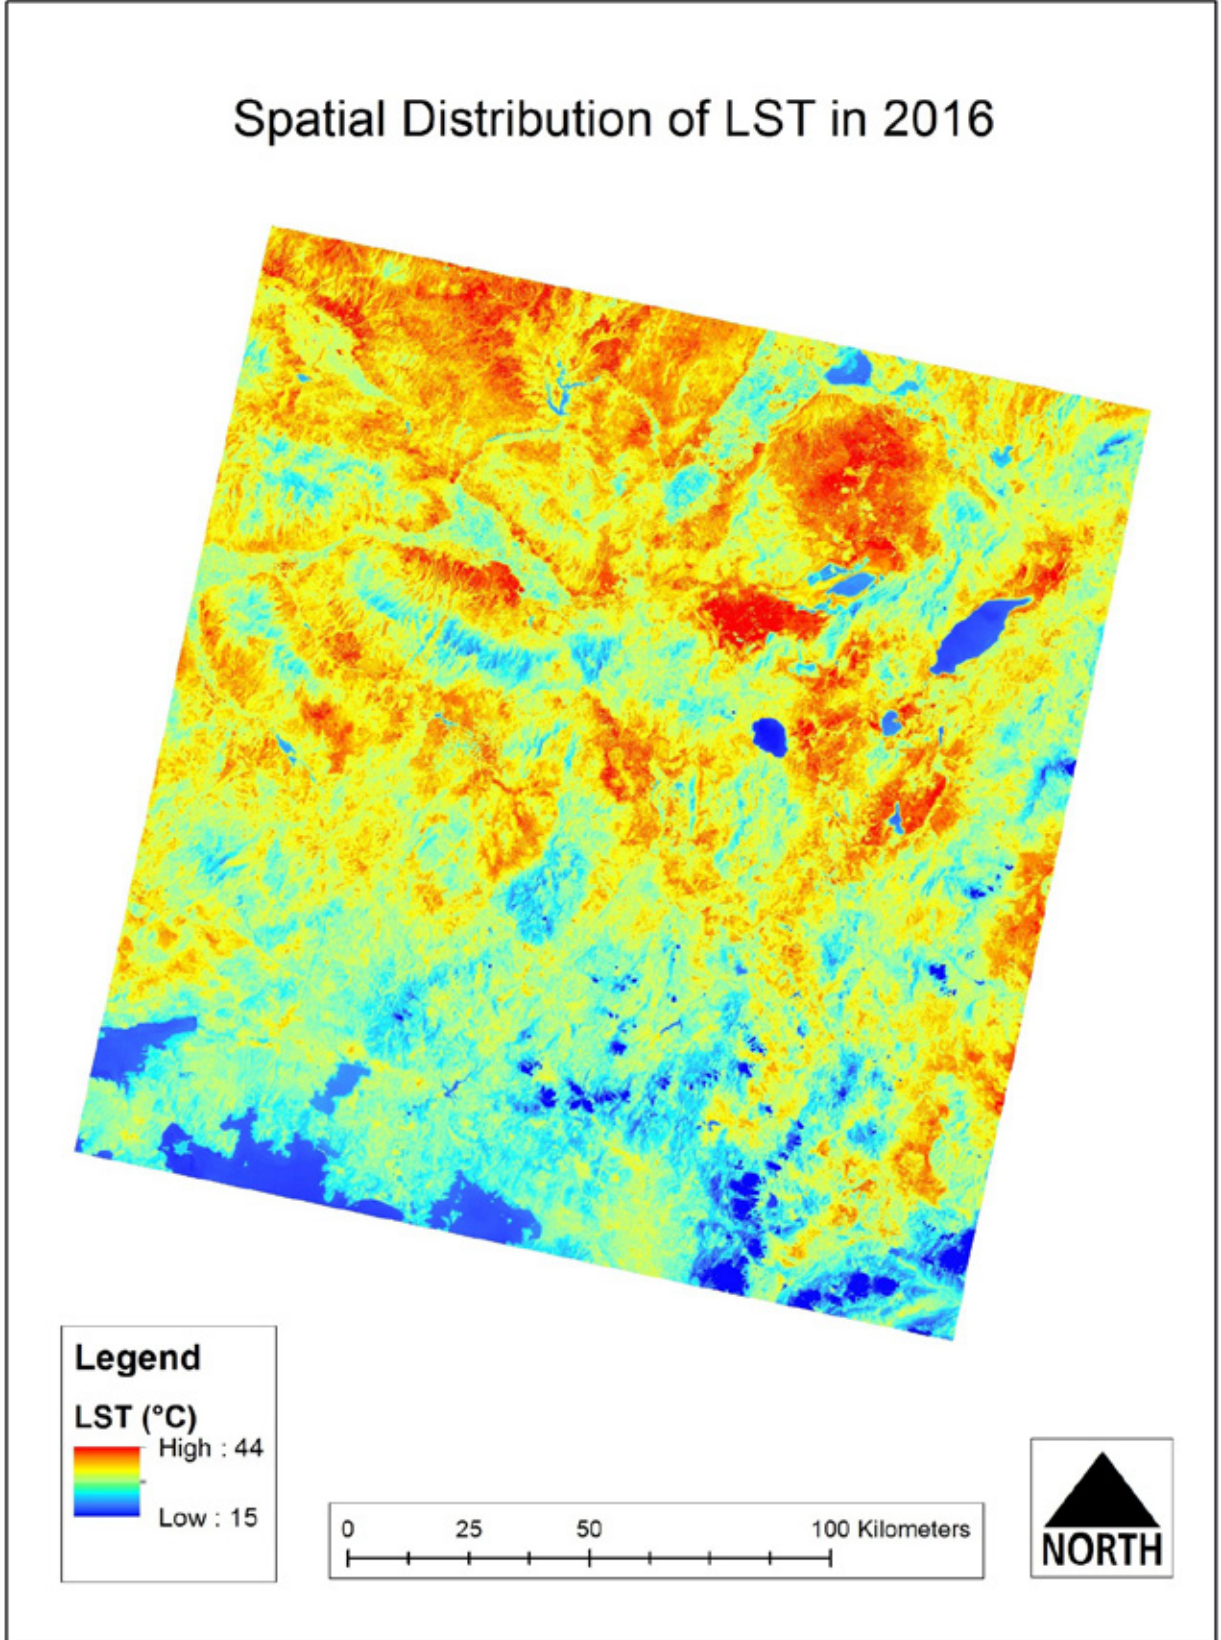 Spatial Distribution of LST in 2016
Legend
LST (°C)
High : 44
Low : 15
0 25 50 100 Kilometers
NORTH